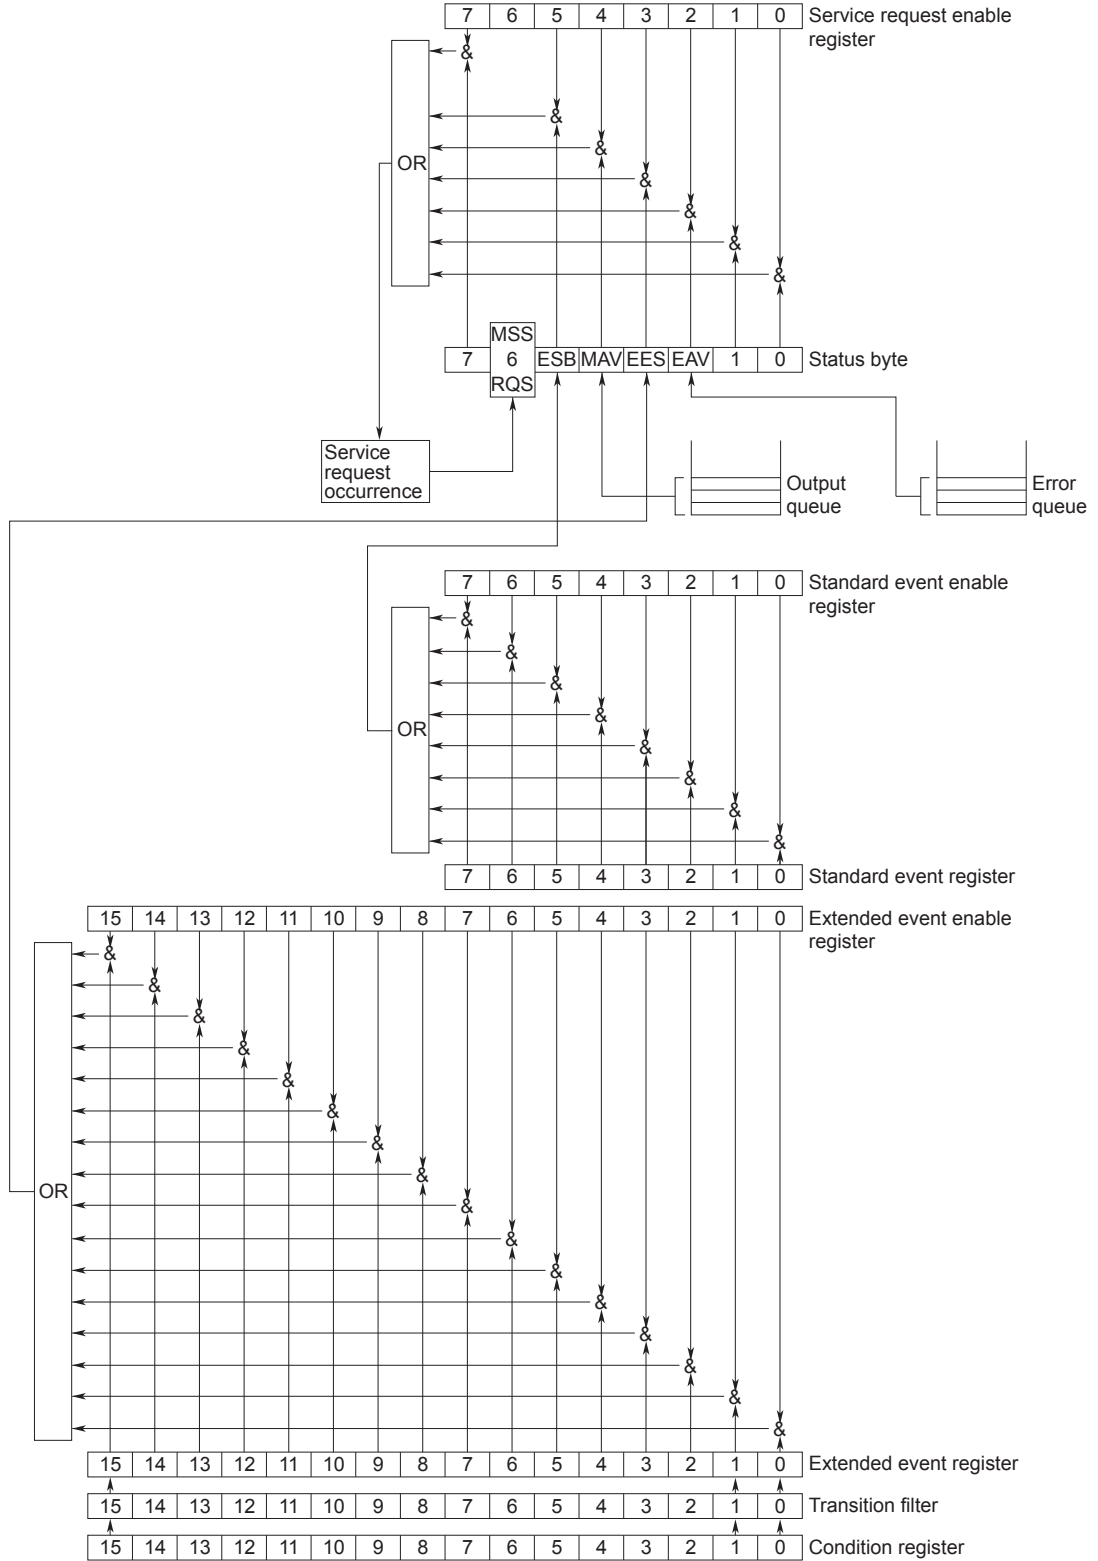 7 6 5 4 3 2 1 0 Service request enable
register
&
&
&
OR
&
&
&
&
MSS
7 6 ESB MAV EES EAV 1 0 Status byte
RQS
Service
request
occurrence
Output
queue
Error
queue
7 6 5 4 3 2 1 0 Standard event enable
register
&
&
&
&
OR
&
&
&
&
7 6 5 4 3 2 1 0 Standard event register
15 14 13 12 11 10 9 8 7 6 5 4 3 2 1 0 Extended event enable
register
&
&
&
&
&
&
&
&
OR
&
&
&
&
&
&
&
&
15 14 13 12 11 10 9 8 7 6 5 4 3 2 1 0 Extended event register
15 14 13 12 11 10 9 8 7 6 5 4 3 2 1 0 Transition filter
15 14 13 12 11 10 9 8 7 6 5 4 3 2 1 0 Condition register